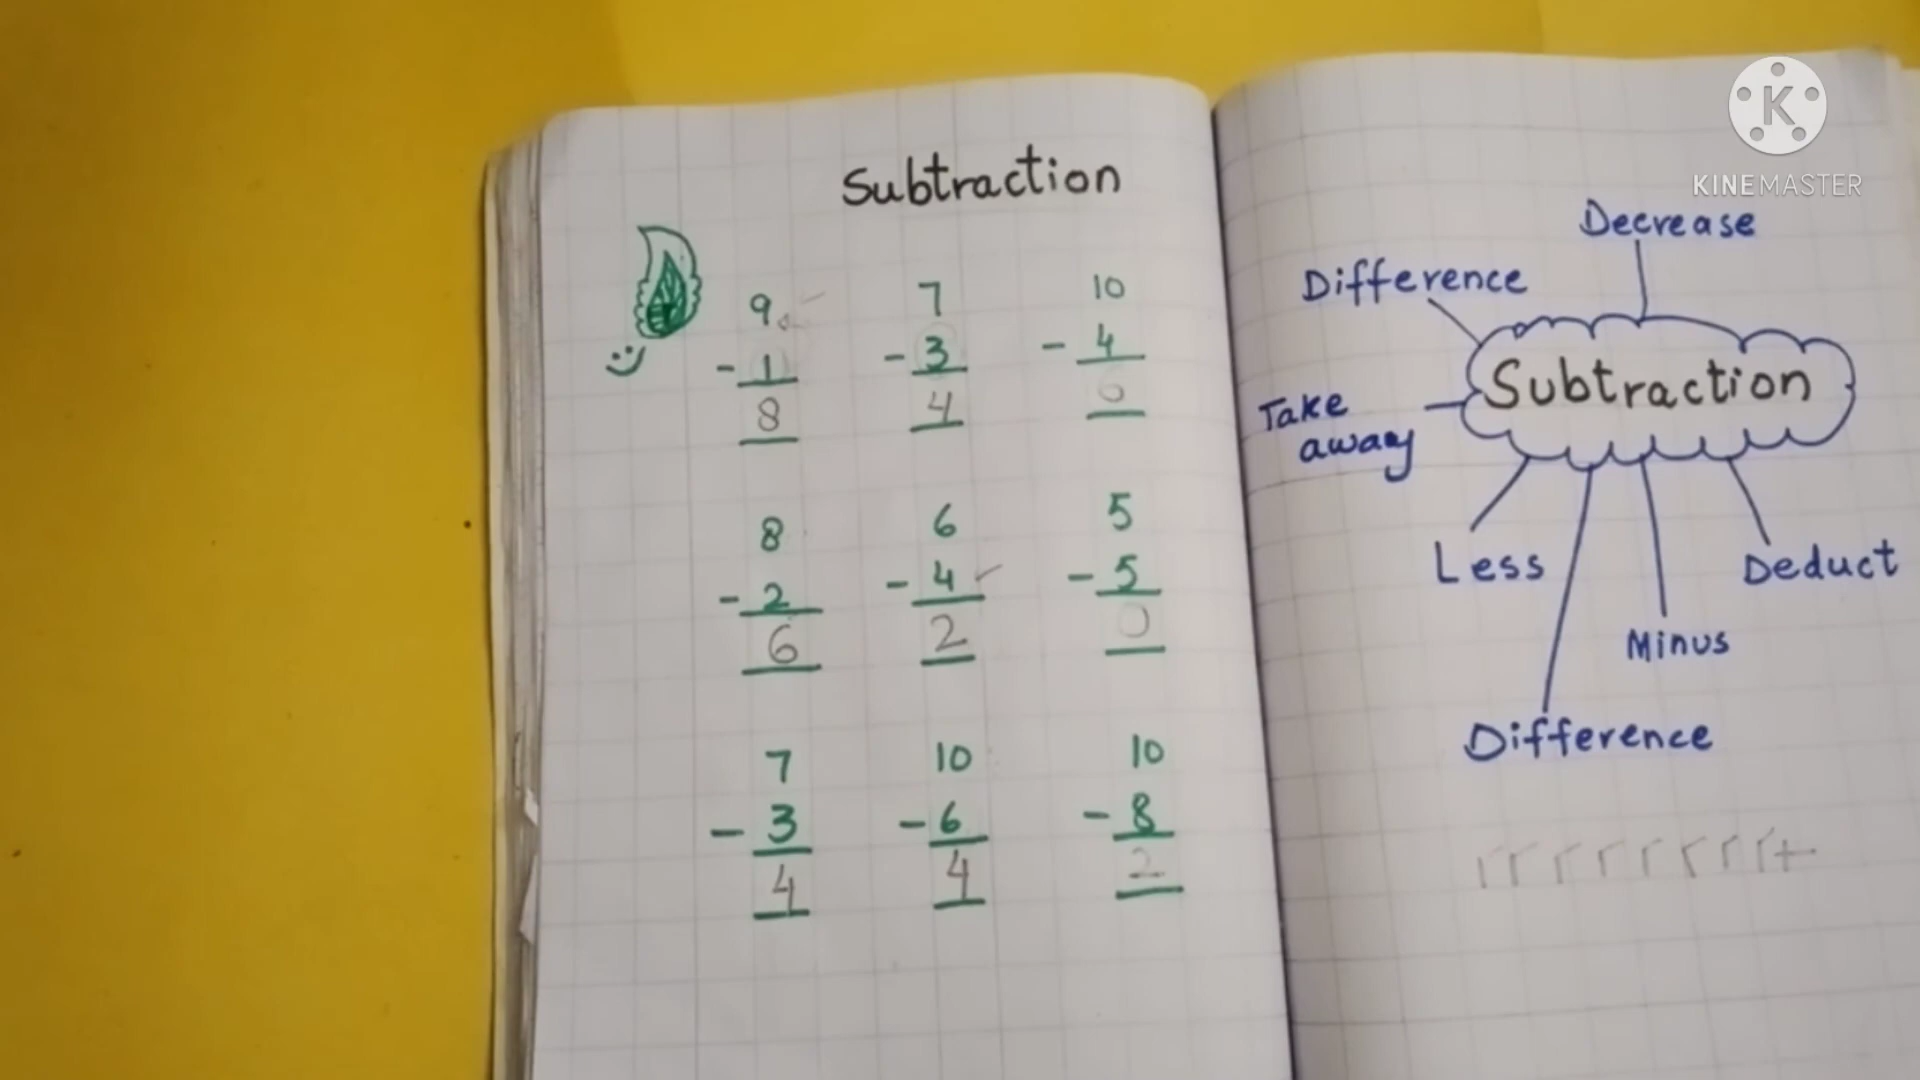 Subtraction
9 7 10
- 1 - 3 - 4
8 4 0
8 6 5
- 2 - 4 - 5
6 2 0
7 10 10
- 3 - 6 - 8
4 4 2
KINEMASTER
Decrease
Difference
Subtraction
Take
away
Less
Deduct
Minus
Difference